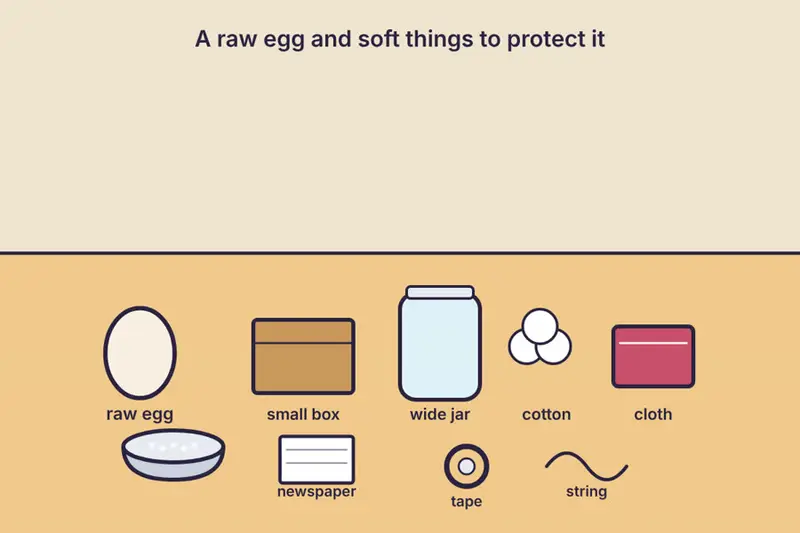 A raw egg and soft things to protect it
raw egg
small box
wide jar
cotton
cloth
newspaper
tape
string